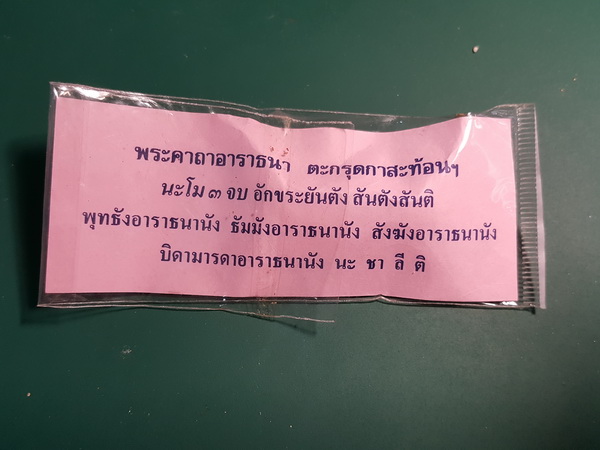 พระคาถาอาราธนา ตะกรุดกาสะท้อนฯ
นะโม ๓ จบ อักขระยันตัง สันตังสันติ
พุทธังอาราธนานัง ธัมมังอาราธนานัง สังฆังอาราธนานัง
บิดามารดาอาราธนานัง นะ ชา ลี ติ